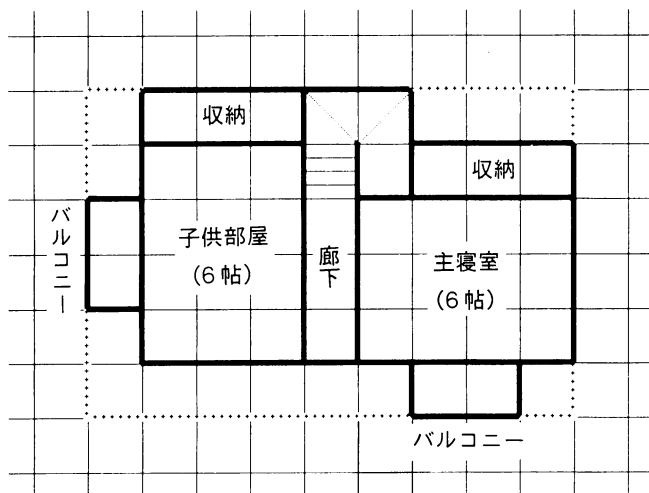 収納
収納
バルコニー
子供部屋
(6帖)
廊下
主寝室
(6帖)
バルコニー